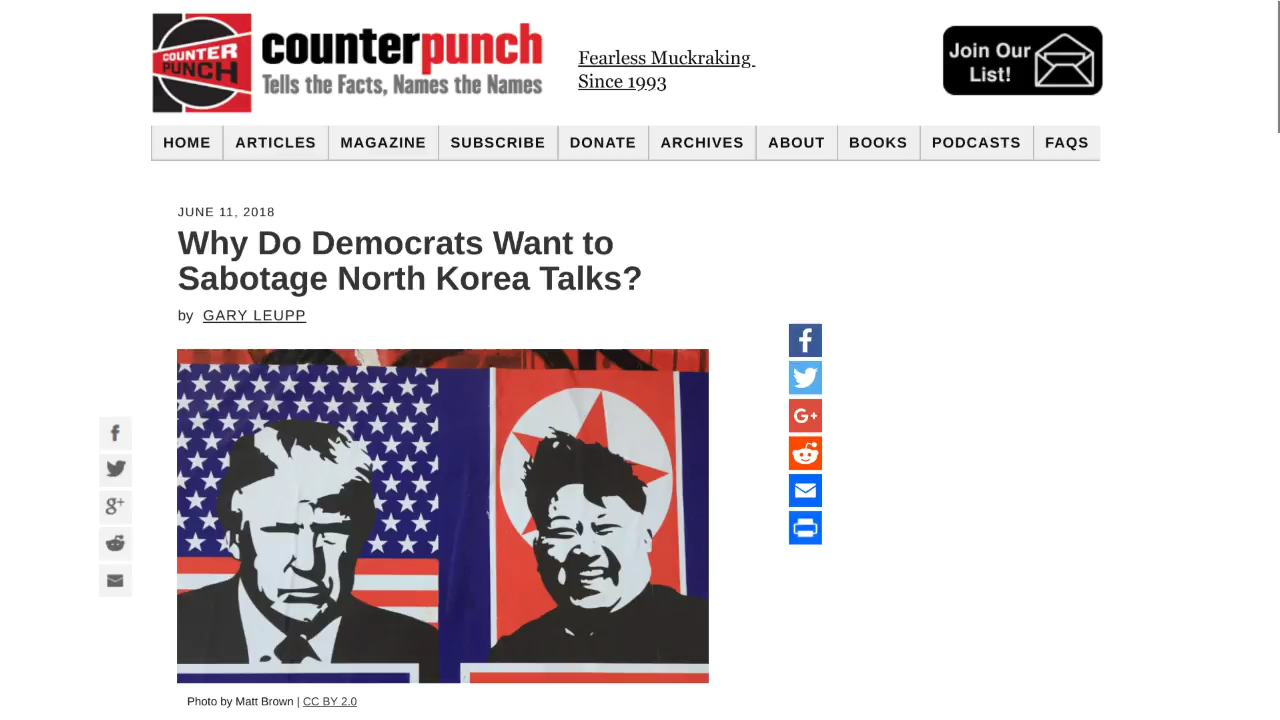 COUNTER
PUNCH
counterpunch
Tells the Facts, Names the Names
Fearless Muckraking
Since 1993
Join Our
List!
HOME
ARTICLES
MAGAZINE
SUBSCRIBE
DONATE
ARCHIVES
ABOUT
BOOKS
PODCASTS
FAQS
JUNE 11, 2018
Why Do Democrats Want to
Sabotage North Korea Talks?
by GARY LEUPP
Photo by Matt Brown | CC BY 2.0